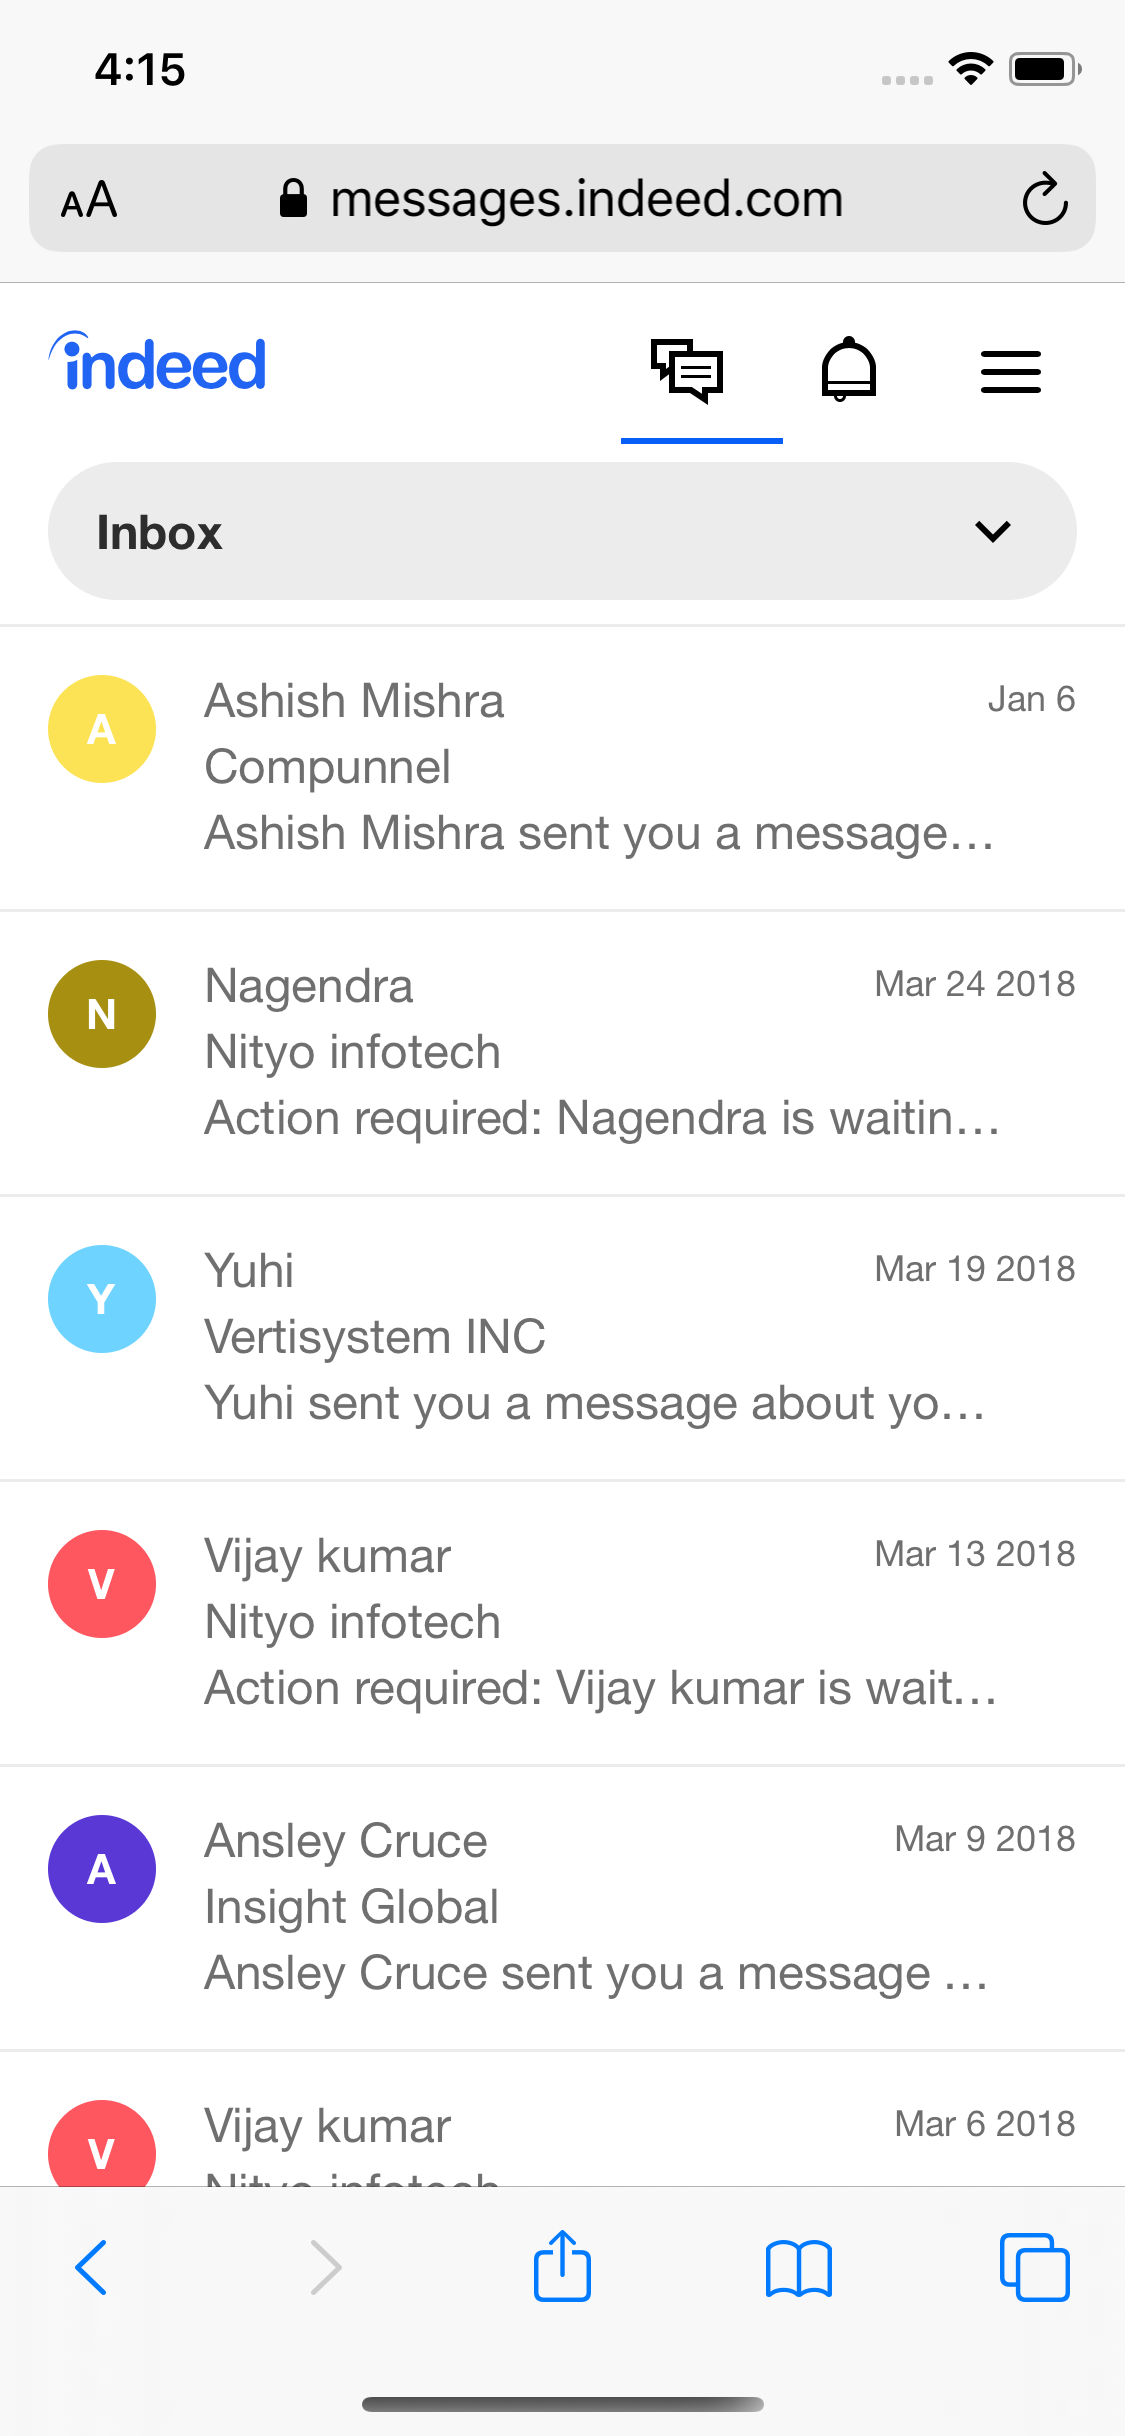 4:15
AA messages.indeed.com
indeed
Inbox
A
Ashish Mishra
Jan 6
Compunnel
Ashish Mishra sent you a message...
N
Nagendra
Mar 24 2018
Nityo infotech
Action required: Nagendra is waitin...
Y
Yuhi
Mar 19 2018
Vertisystem INC
Yuhi sent you a message about yo...
V
Vijay kumar
Mar 13 2018
Nityo infotech
Action required: Vijay kumar is wait...
A
Ansley Cruce
Mar 9 2018
Insight Global
Ansley Cruce sent you a message ...
V
Vijay kumar
Mar 6 2018
Nityo infotech